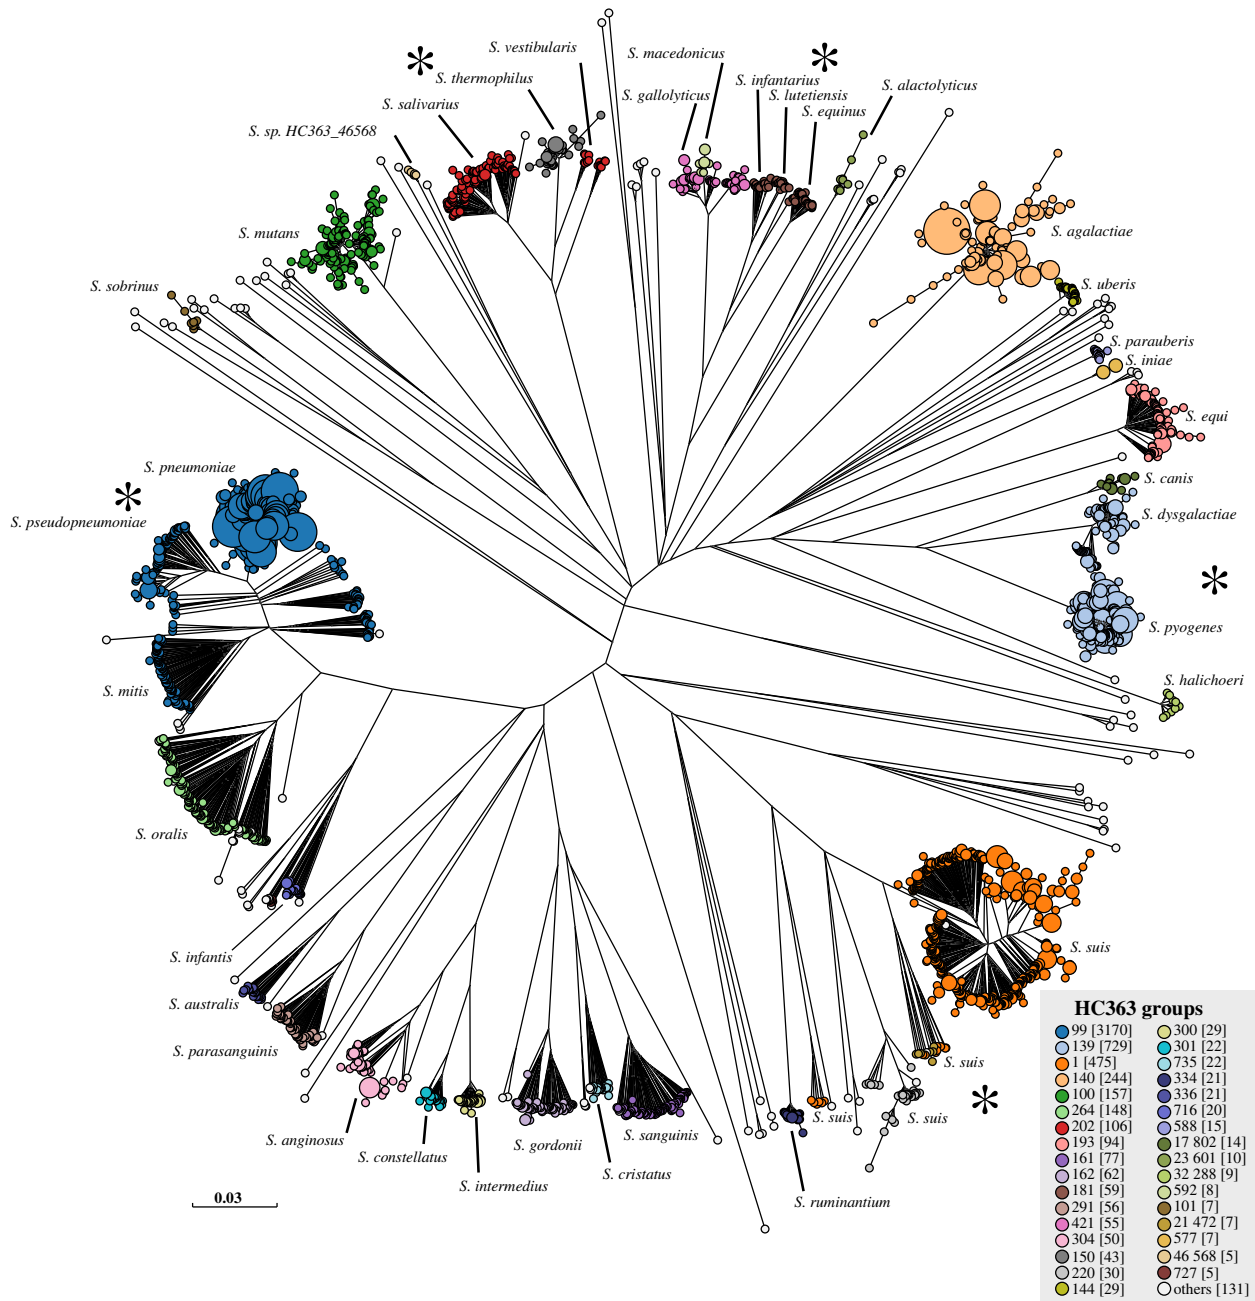 S. vestibularis
S. macedonicus
*
*
S. thermophilus
S. infantarius
S. alactolyticus
S. salivarius
S. gallolyticus
S. lutetiensis
S. equinus
S. sp. HC363_46568
S. mutans
S. agalactiae
S. sobrinus
S. uberis
S. parauberis
S. iniae
S. equi
S. pneumoniae
*
S. canis
S. pseudopneumoniae
S. dysgalactiae
*
S. pyogenes
S. mitis
S. halichoeri
S. oralis
S. suis
S. infantis
S. australis
S. parasanguinis
S. suis
*
S. anginosus
S. constellatus
S. gordonii
S. sanguinis
S. suis
S. suis
S. cristatus
S. intermedius
S. ruminantium
0.03
HC363 groups
99 [3170]
139 [729]
1 [475]
140 [244]
100 [157]
264 [148]
202 [106]
193 [94]
161 [77]
162 [62]
181 [59]
291 [56]
421 [55]
304 [50]
150 [43]
220 [30]
144 [29]
300 [29]
301 [22]
735 [22]
334 [21]
336 [21]
716 [20]
588 [15]
17 802 [14]
23 601 [10]
32 288 [9]
592 [8]
101 [7]
21 472 [7]
577 [7]
46 568 [5]
727 [5]
others [131]